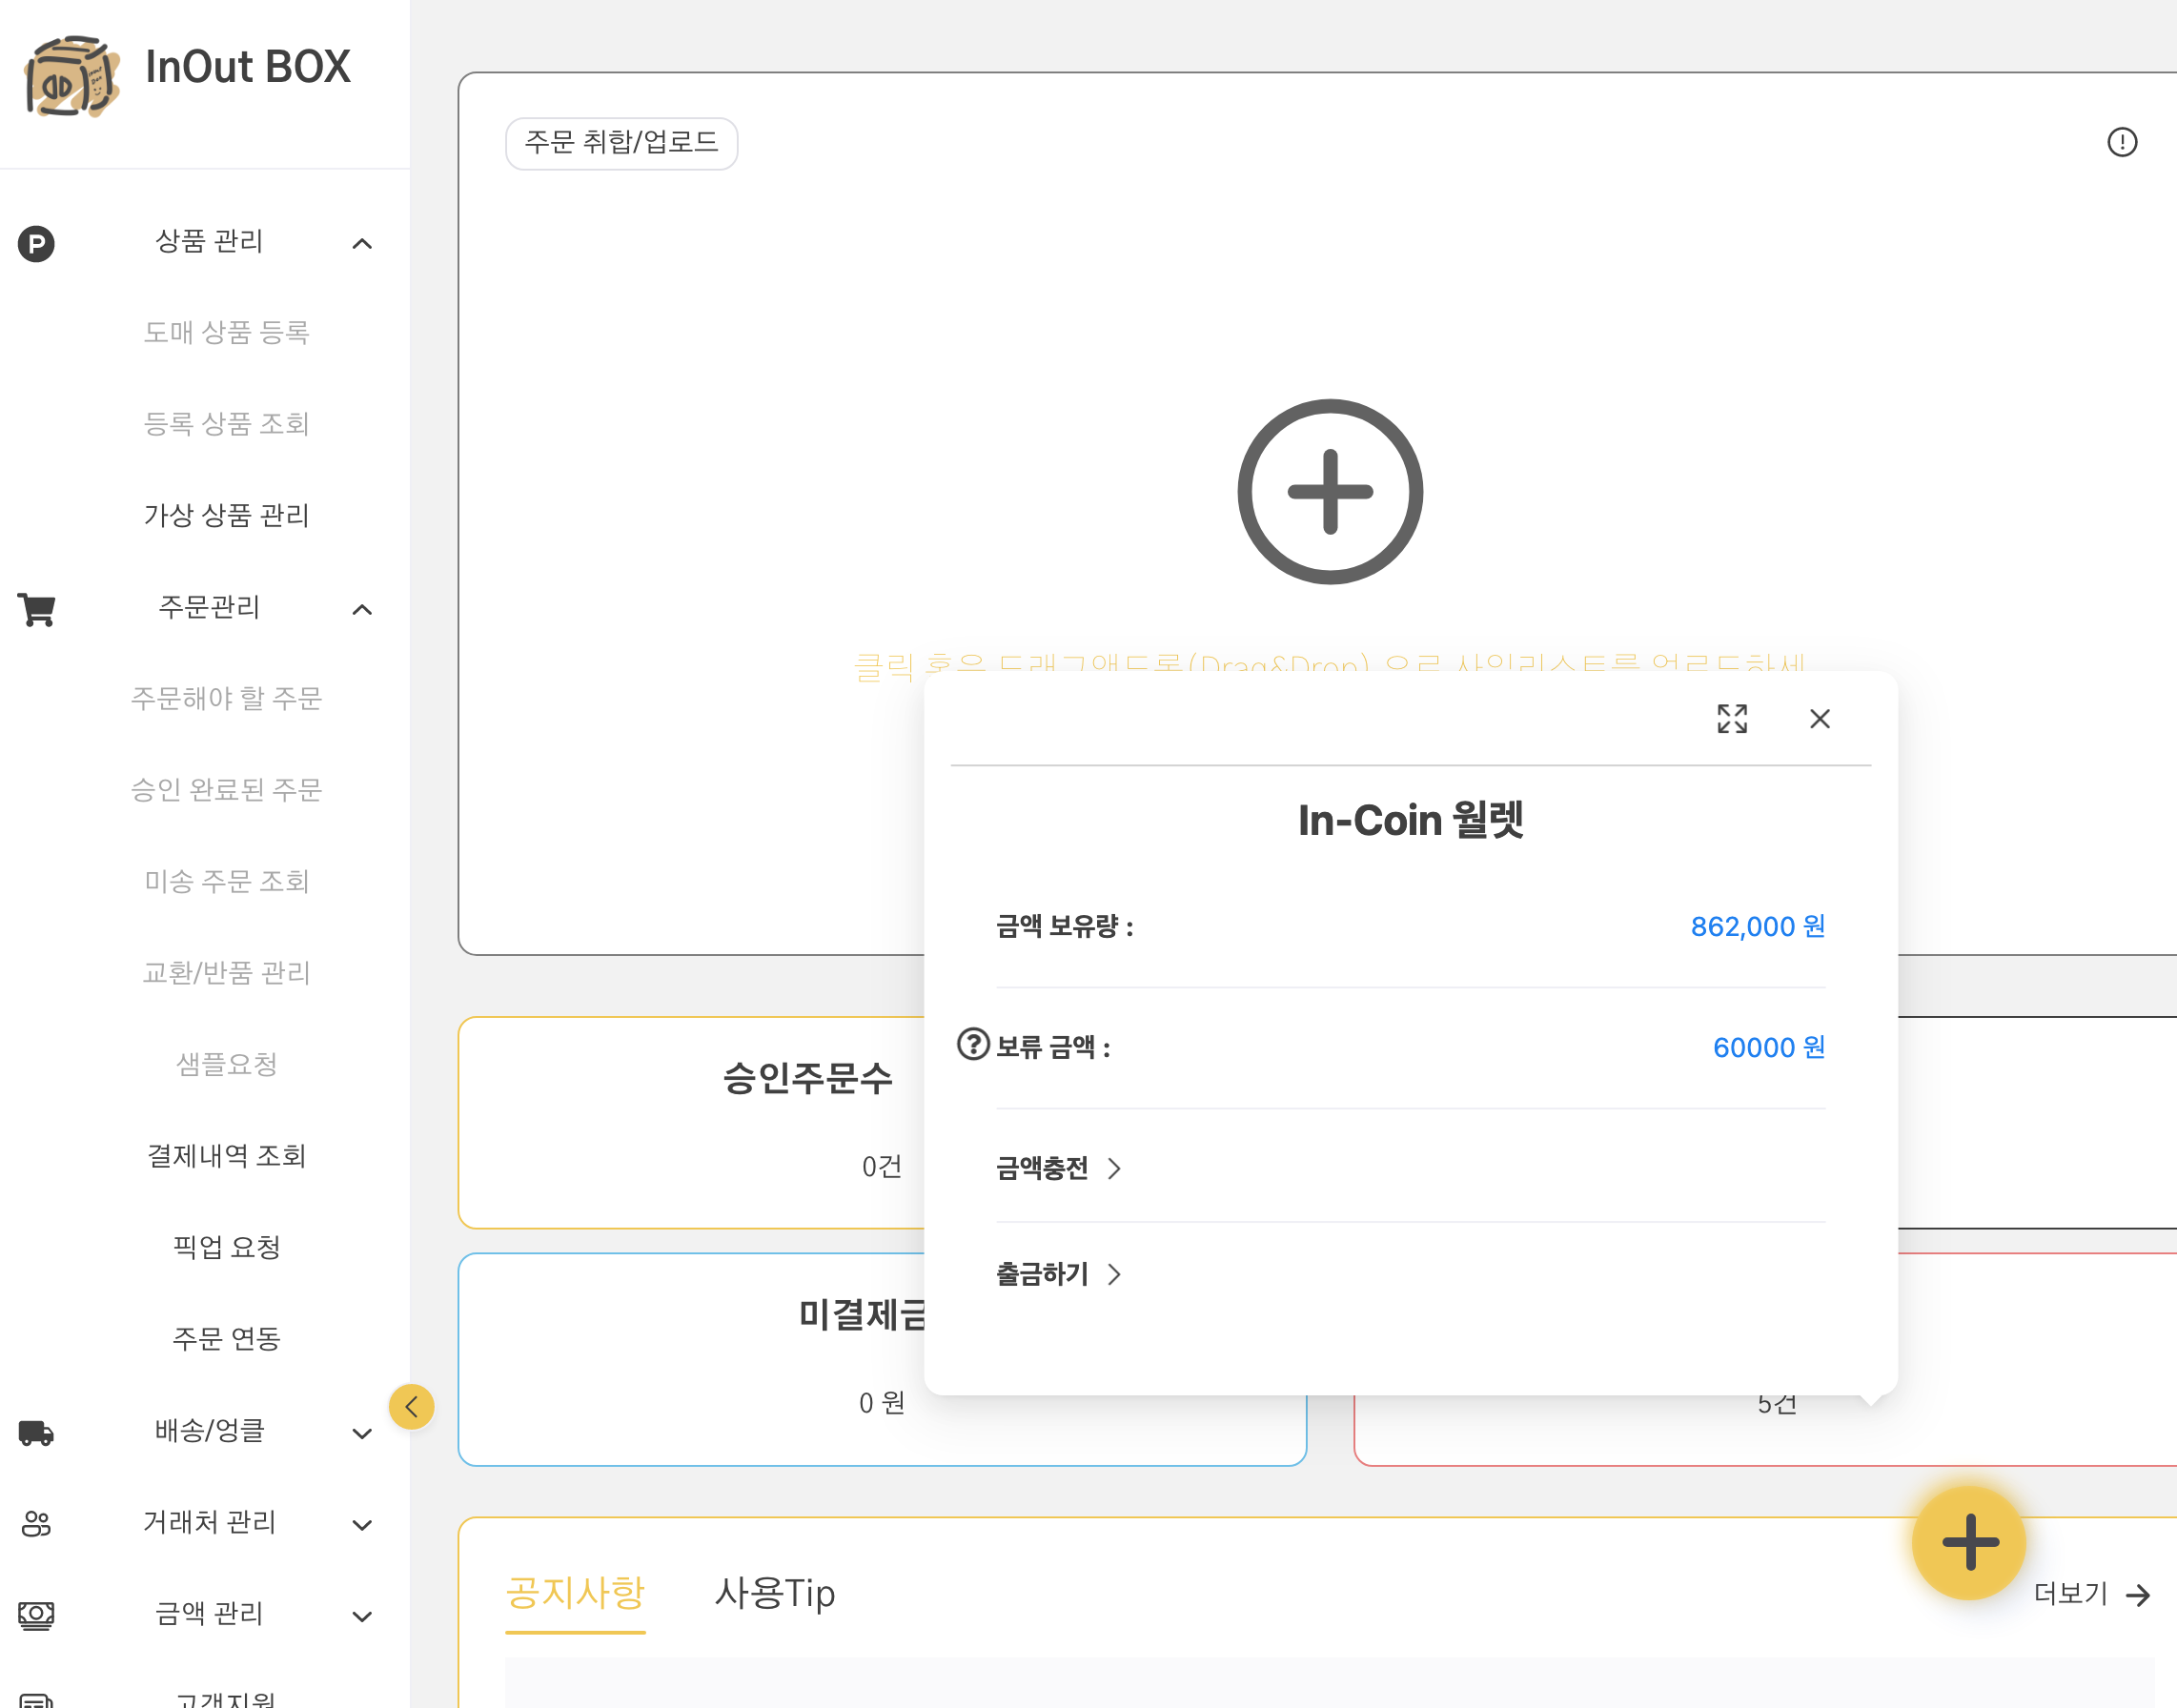 InOut BOX
상품 관리
도매 상품 등록
등록 상품 조회
가상 상품 관리
주문관리
주문해야 할 주문
승인 완료된 주문
미송 주문 조회
교환/반품 관리
샘플요청
결제내역 조회
픽업 요청
주문 연동
배송/엉클
거래처 관리
금액 관리
고객지원
주문 취합/업로드
클릭 혹은 드래그앤드롭(Drag&Drop) 으로 사입리스트를 업로드하세
In-Coin 월렛
금액 보유량 : 862,000 원
보류 금액 : 60000 원
금액충전
출금하기
승인주문수
0건
미결제금
0 원
5건
공지사항 사용Tip
더보기